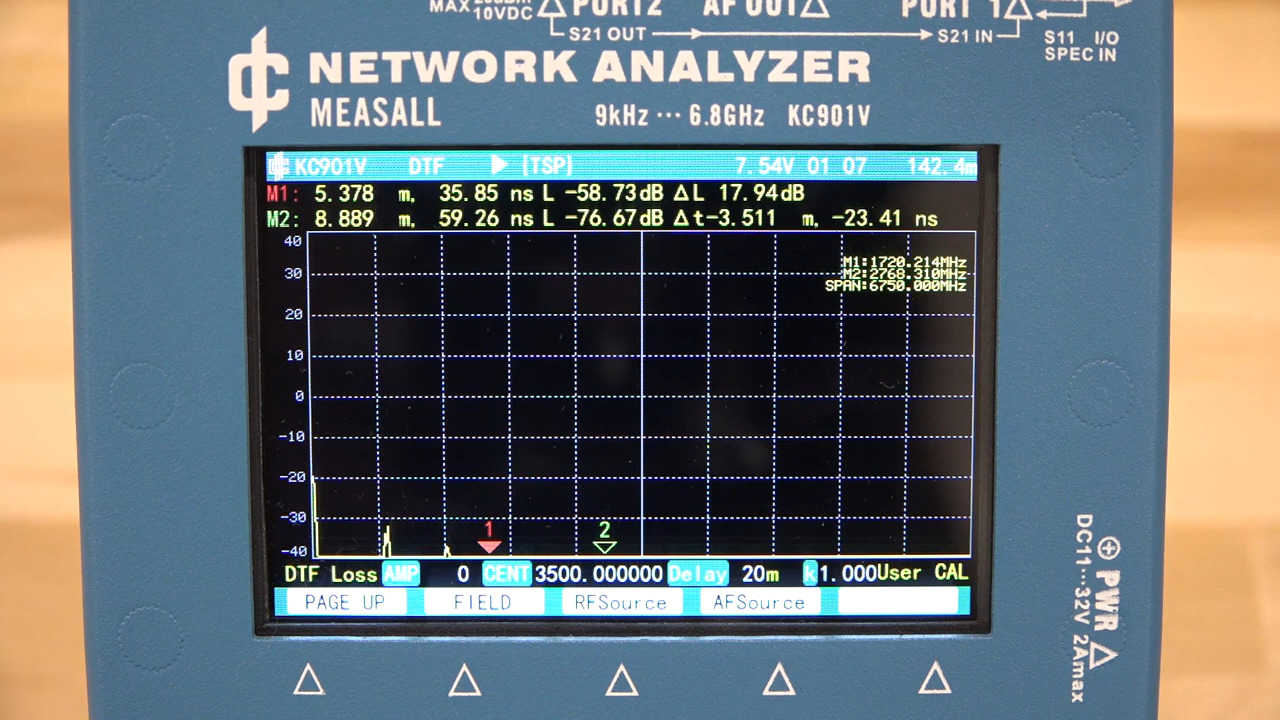 MAX 10VDC PORT2 AF OUT PORT 1
S21 OUT S21 IN S11 I/O
SPEC IN
NETWORK ANALYZER
MEASALL 9kHz ··· 6.8GHz KC901V
KC901V DTF [TSP] 7.54V 01 07 142.4m
M1: 5.378 m, 35.85 ns L -58.73dB ΔL 17.94dB
M2: 8.889 m, 59.26 ns L -76.67dB Δt-3.511 m, -23.41 ns
M1:1720.214MHz
M2:2768.310MHz
SPAN:6750.000MHz
40
30
20
10
0
-10
-20
-30
-40
1 2
DTF Loss AMP 0 CENT 3500.000000 Delay 20m k 1.000 User CAL
PAGE UP FIELD RFSource AFSource
PWR
DC11···32V 2Amax